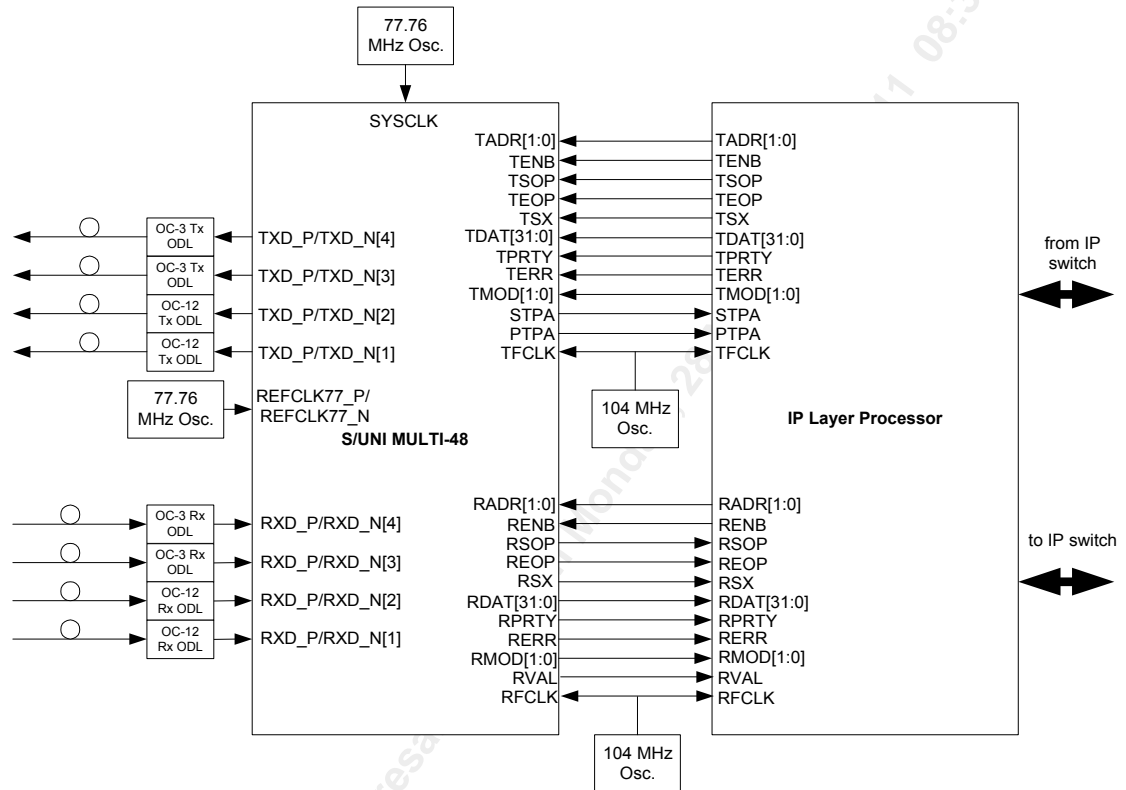 77.76
MHz Osc.
SYSCLK
TADR[1:0]
TENB
TSOP
TEOP
TSX
TDAT[31:0]
TPRTY
TERR
TMOD[1:0]
STPA
PTPA
TFCLK
TADR[1:0]
TENB
TSOP
TEOP
TSX
TDAT[31:0]
TPRTY
TERR
TMOD[1:0]
STPA
PTPA
TFCLK
OC-3 Tx
ODL
OC-3 Tx
ODL
OC-12
Tx ODL
OC-12
Tx ODL
TXD_P/TXD_N[4]
TXD_P/TXD_N[3]
TXD_P/TXD_N[2]
TXD_P/TXD_N[1]
from IP
switch
77.76
MHz Osc.
REFCLK77_P/
REFCLK77_N
S/UNI MULTI-48
104 MHz
Osc.
IP Layer Processor
OC-3 Rx
ODL
OC-3 Rx
ODL
OC-12
Rx ODL
OC-12
Rx ODL
RXD_P/RXD_N[4]
RXD_P/RXD_N[3]
RXD_P/RXD_N[2]
RXD_P/RXD_N[1]
RADR[1:0]
RENB
RSOP
REOP
RSX
RDAT[31:0]
RPRTY
RERR
RMOD[1:0]
RVAL
RFCLK
RADR[1:0]
RENB
RSOP
REOP
RSX
RDAT[31:0]
RPRTY
RERR
RMOD[1:0]
RVAL
RFCLK
to IP switch
104 MHz
Osc.